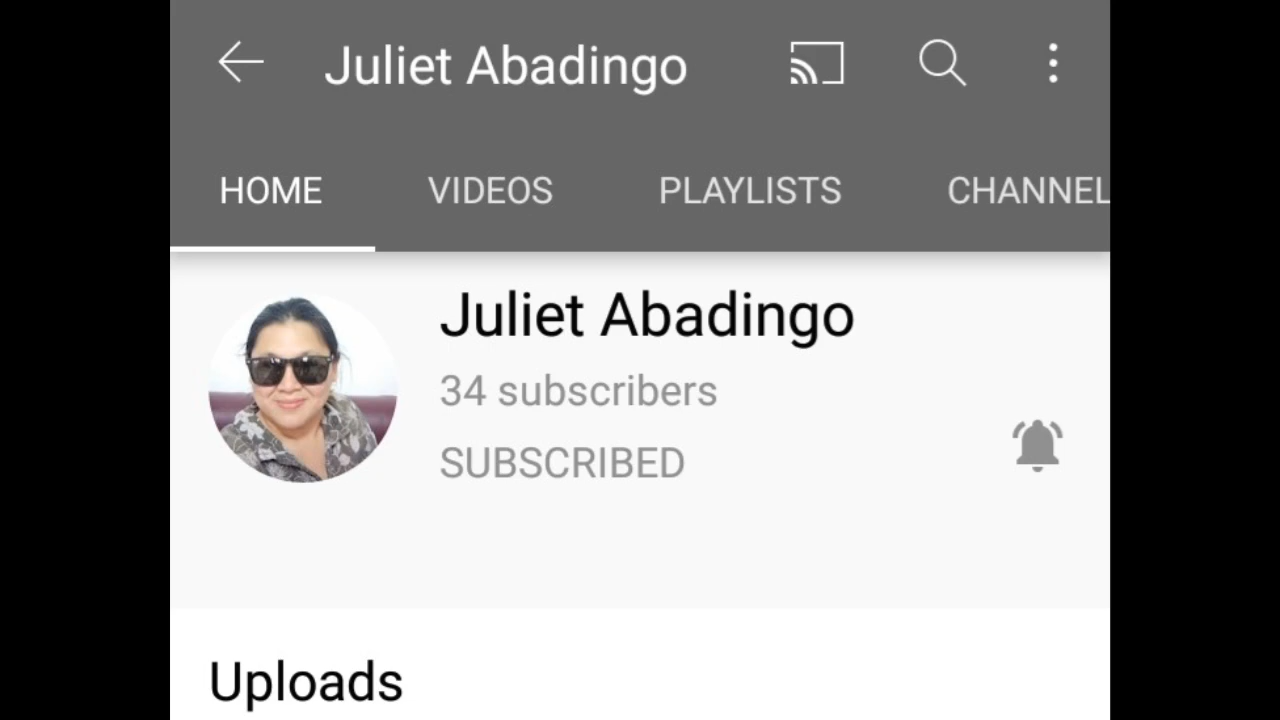 Juliet Abadingo
HOME VIDEOS PLAYLISTS CHANNEL
Juliet Abadingo
34 subscribers
SUBSCRIBED
Uploads